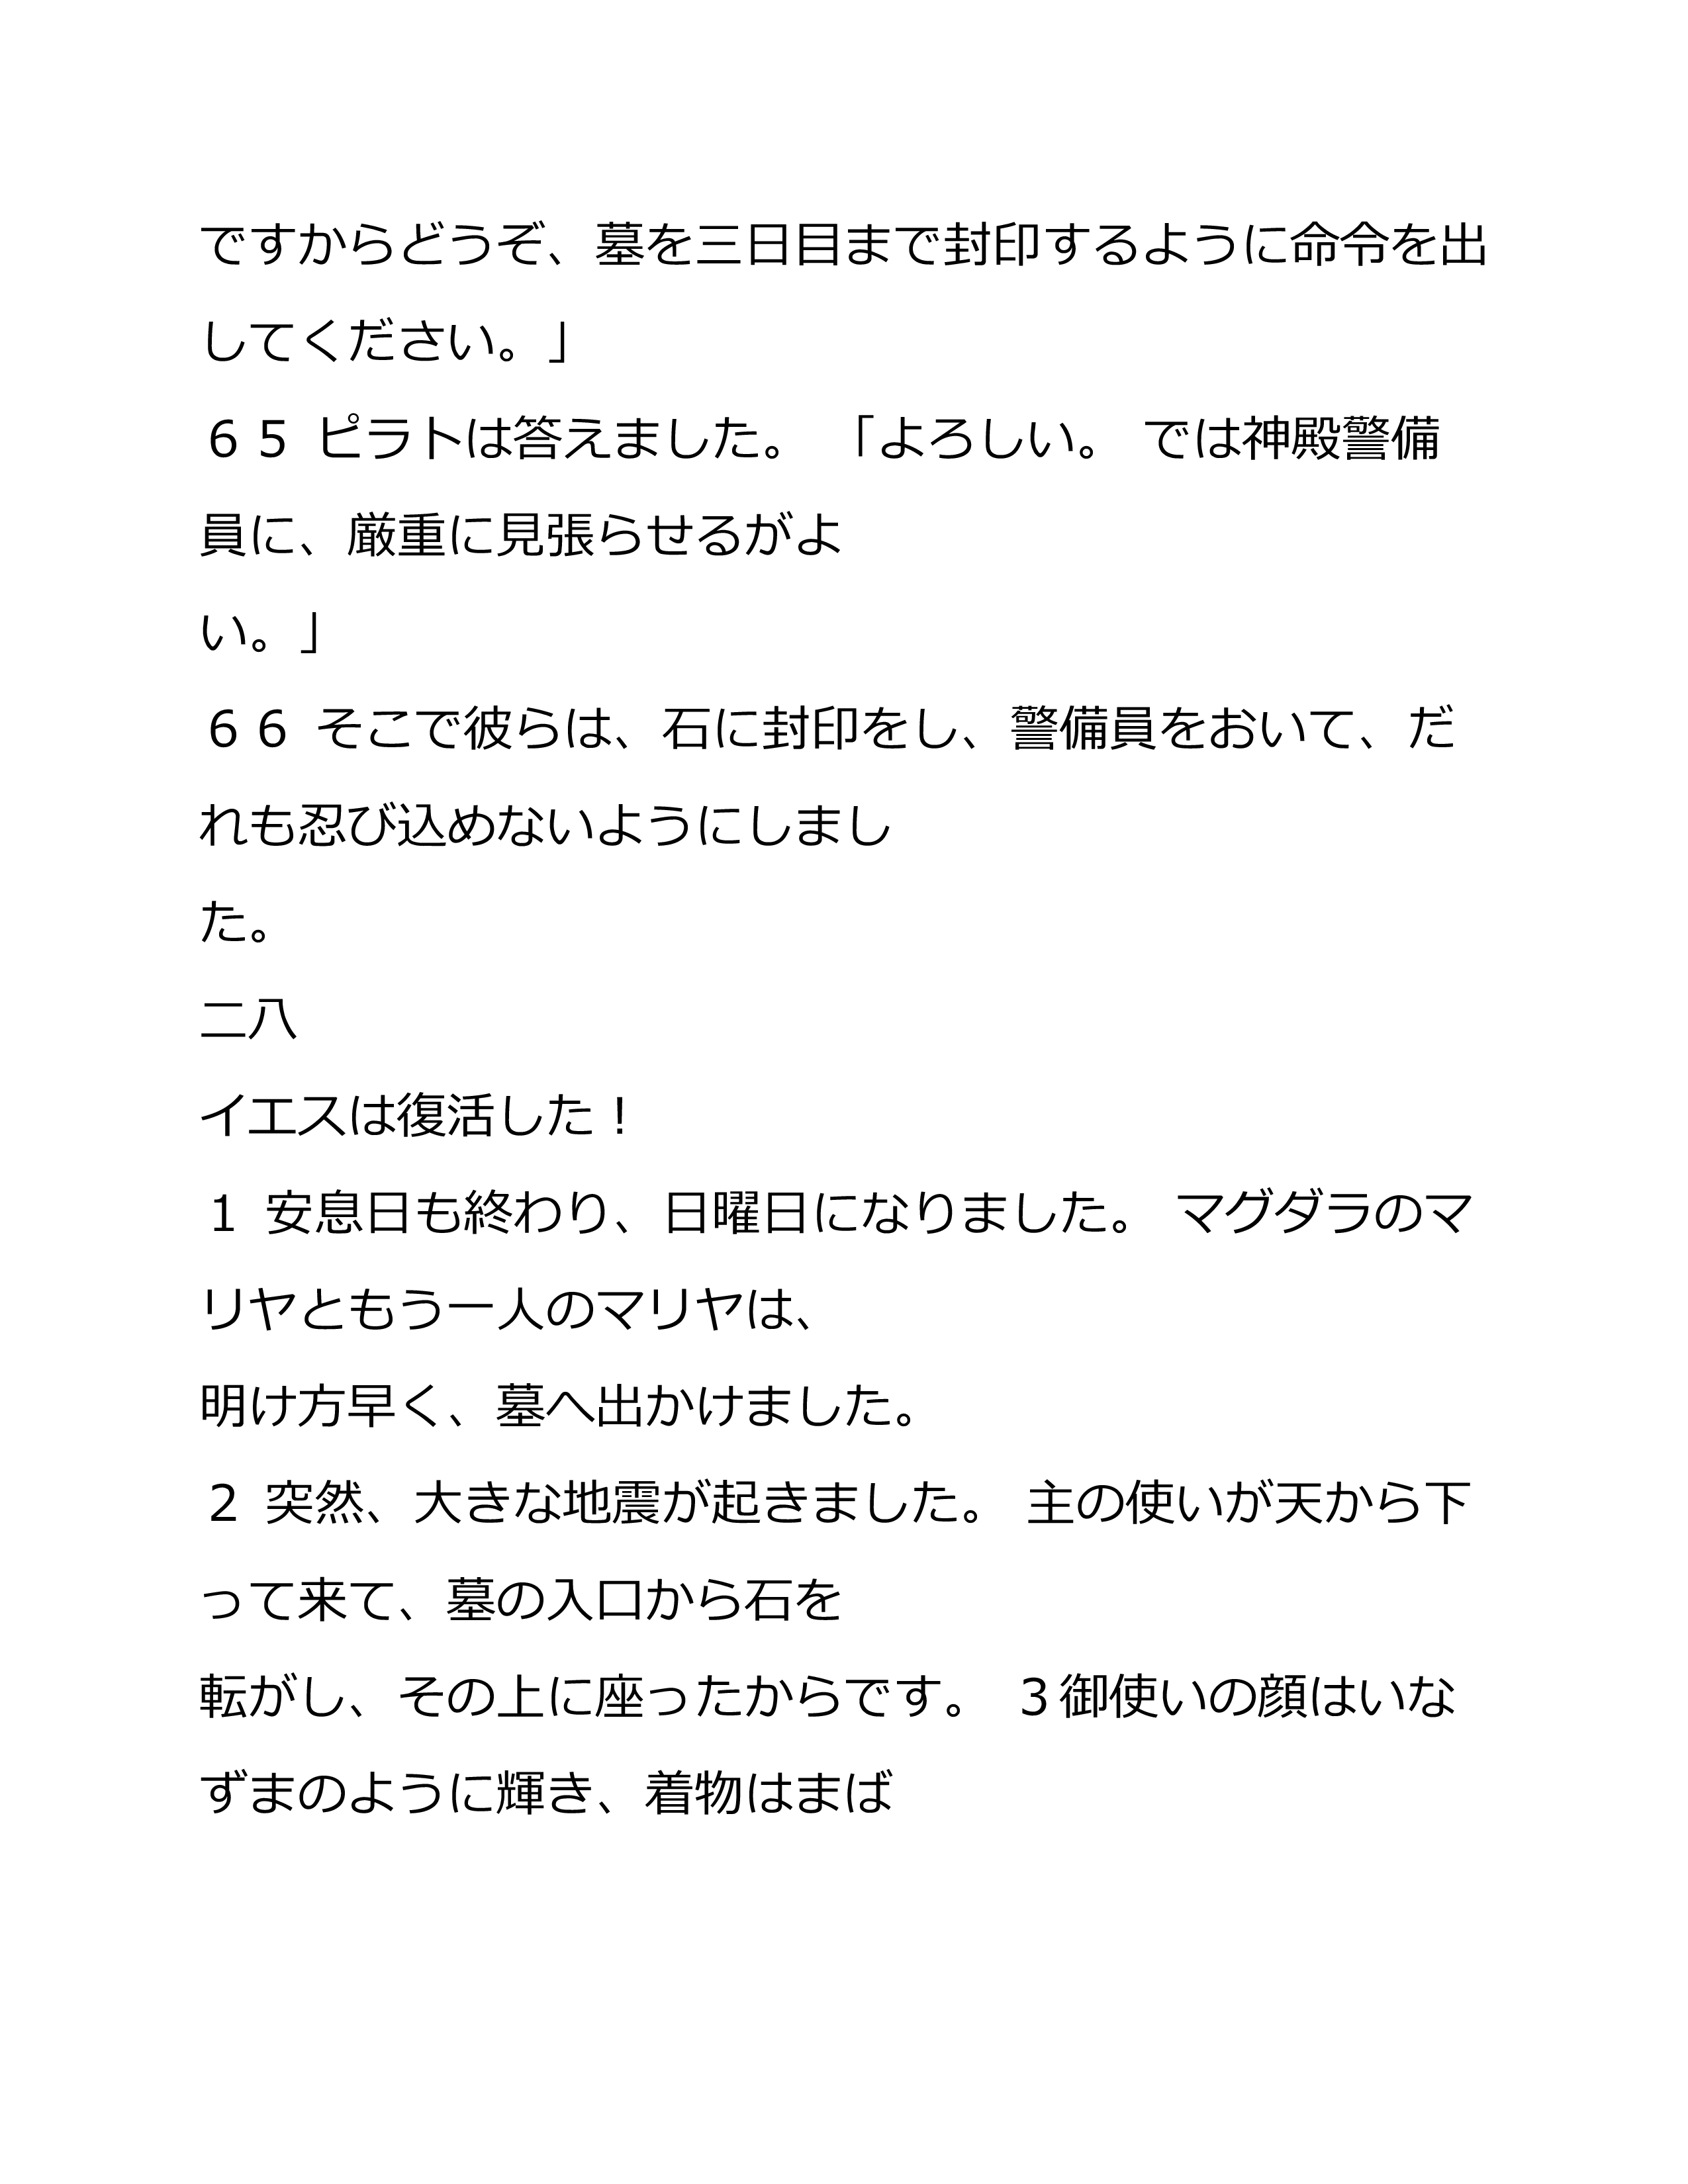 ですからどうぞ、墓を三日目まで封印するように命令を出
してください。」
６５ ピラトは答えました。 「よろしい。 では神殿警備
員に、厳重に見張らせるがよ
い。」
６６ そこで彼らは、石に封印をし、警備員をおいて、だ
れも忍び込めないようにしまし
た。
二八
イエスは復活した！
１ 安息日も終わり、日曜日になりました。 マグダラのマ
リヤともう一人のマリヤは、
明け方早く、墓へ出かけました。
２ 突然、大きな地震が起きました。 主の使いが天から下
って来て、墓の入口から石を
転がし、その上に座ったからです。 ３御使いの顔はいな
ずまのように輝き、着物はまば